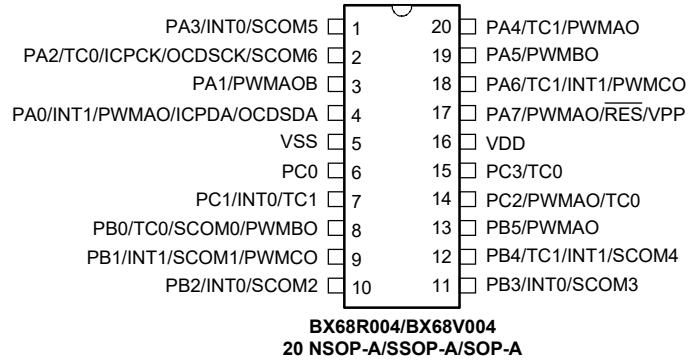 PA3/INT0/SCOM5 1 20 PA4/TC1/PWMAO
PA2/TC0/ICPCK/OCDSCK/SCOM6 2 19 PA5/PWMBO
PA1/PWMAOB 3 18 PA6/TC1/INT1/PWMCO
PA0/INT1/PWMAO/ICPDA/OCDSDA 4 17 PA7/PWMAO/RES/VPP
VSS 5 16 VDD
PC0 6 15 PC3/TC0
PC1/INT0/TC1 7 14 PC2/PWMAO/TC0
PB0/TC0/SCOM0/PWMBO 8 13 PB5/PWMAO
PB1/INT1/SCOM1/PWMCO 9 12 PB4/TC1/INT1/SCOM4
PB2/INT0/SCOM2 10 11 PB3/INT0/SCOM3
BX68R004/BX68V004
20 NSOP-A/SSOP-A/SOP-A